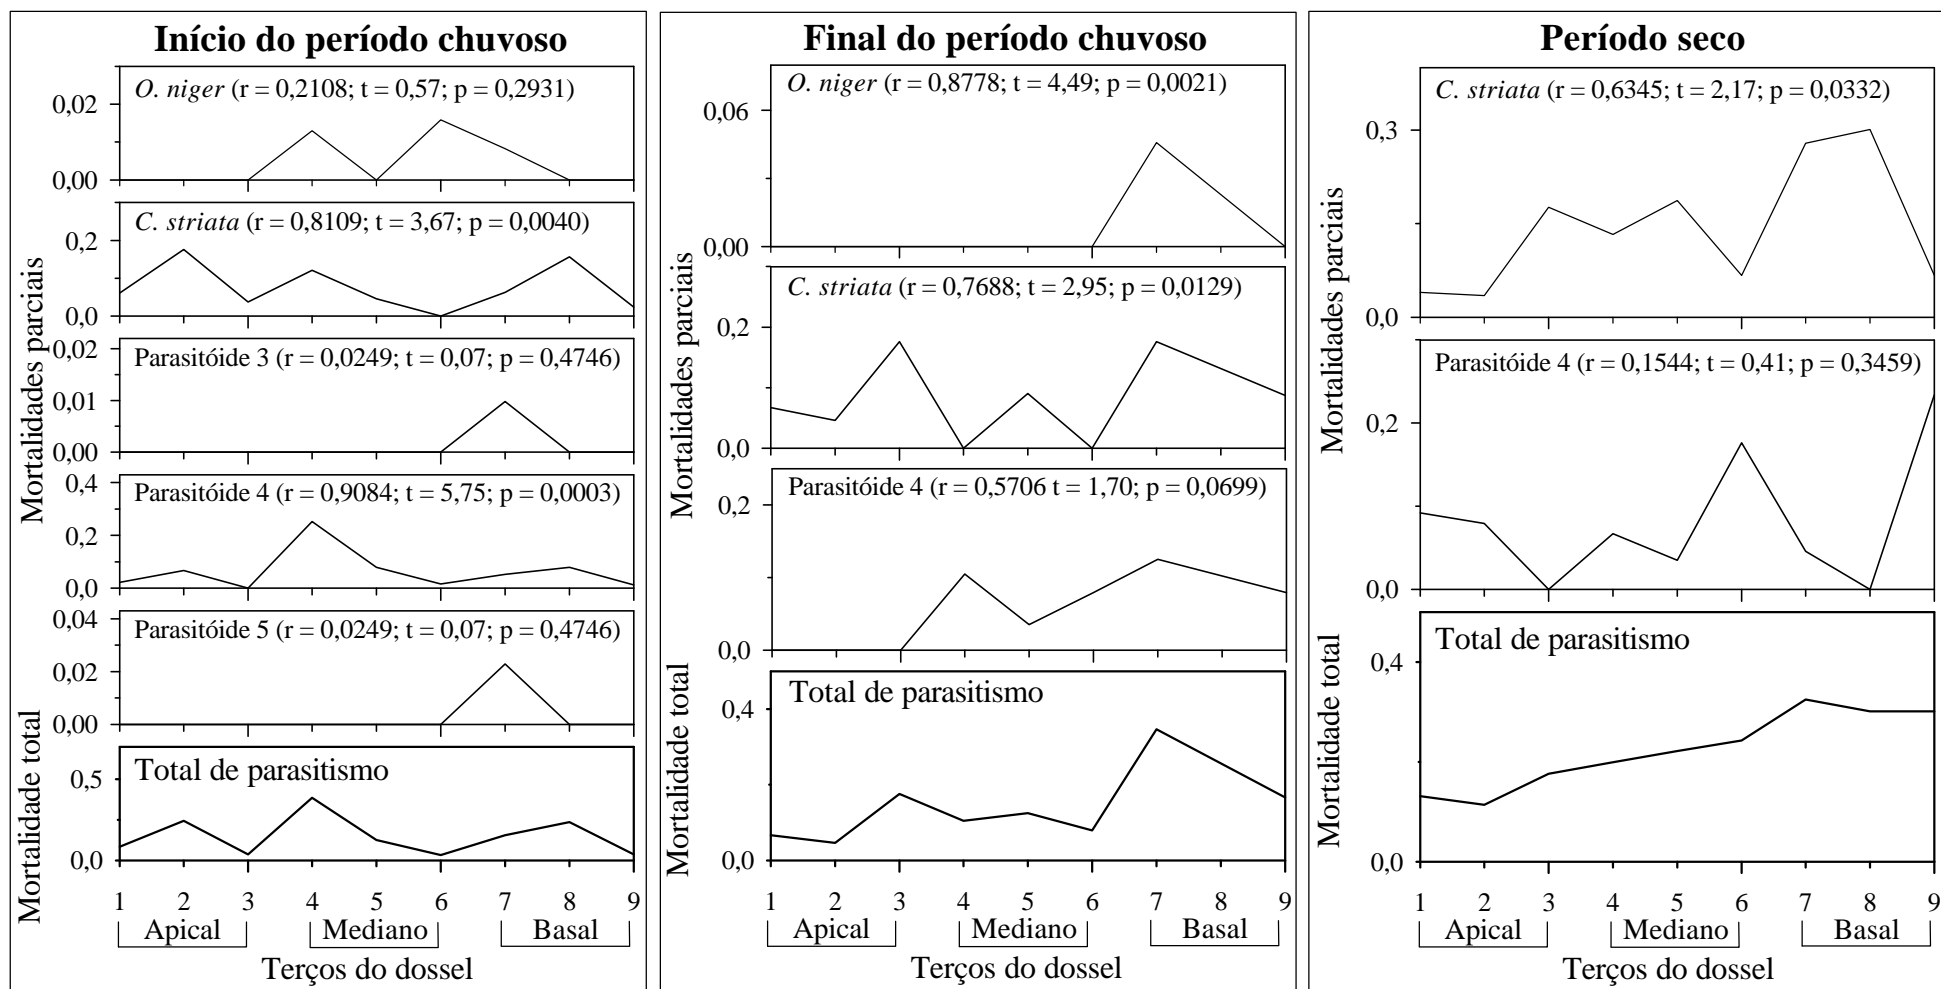 Início do período chuvoso
Mortalidades parciais
O. niger (r = 0,2108; t = 0,57; p = 0,2931)
0,02
0,00
C. striata (r = 0,8109; t = 3,67; p = 0,0040)
0,2
0,0
Parasitóide 3 (r = 0,0249; t = 0,07; p = 0,4746)
0,02
0,01
0,00
Parasitóide 4 (r = 0,9084; t = 5,75; p = 0,0003)
0,4
0,2
0,0
Parasitóide 5 (r = 0,0249; t = 0,07; p = 0,4746)
0,04
0,02
0,00
Mortalidade total
Total de parasitismo
0,5
0,0
1 2 3 4 5 6 7 8 9
Apical Mediano Basal
Terços do dossel
Final do período chuvoso
Mortalidades parciais
O. niger (r = 0,8778; t = 4,49; p = 0,0021)
0,06
0,00
C. striata (r = 0,7688; t = 2,95; p = 0,0129)
0,2
0,0
Parasitóide 4 (r = 0,5706 t = 1,70; p = 0,0699)
0,2
0,0
Mortalidade total
Total de parasitismo
0,4
0,0
1 2 3 4 5 6 7 8 9
Apical Mediano Basal
Terços do dossel
Período seco
Mortalidades parciais
C. striata (r = 0,6345; t = 2,17; p = 0,0332)
0,3
0,0
Parasitóide 4 (r = 0,1544; t = 0,41; p = 0,3459)
0,2
0,0
Mortalidade total
Total de parasitismo
0,4
0,0
1 2 3 4 5 6 7 8 9
Apical Mediano Basal
Terços do dossel